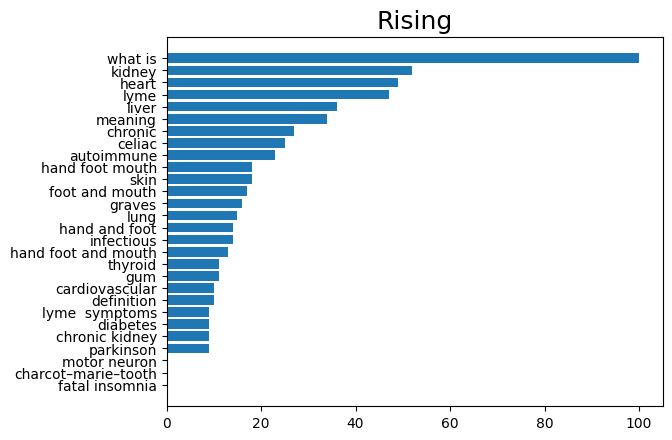 Rising
what is
kidney
heart
lyme
liver
meaning
chronic
celiac
autoimmune
hand foot mouth
skin
foot and mouth
graves
lung
hand and foot
infectious
hand foot and mouth
thyroid
gum
cardiovascular
definition
lyme  symptoms
diabetes
chronic kidney
parkinson
motor neuron
charcot–marie–tooth
fatal insomnia
0 20 40 60 80 100